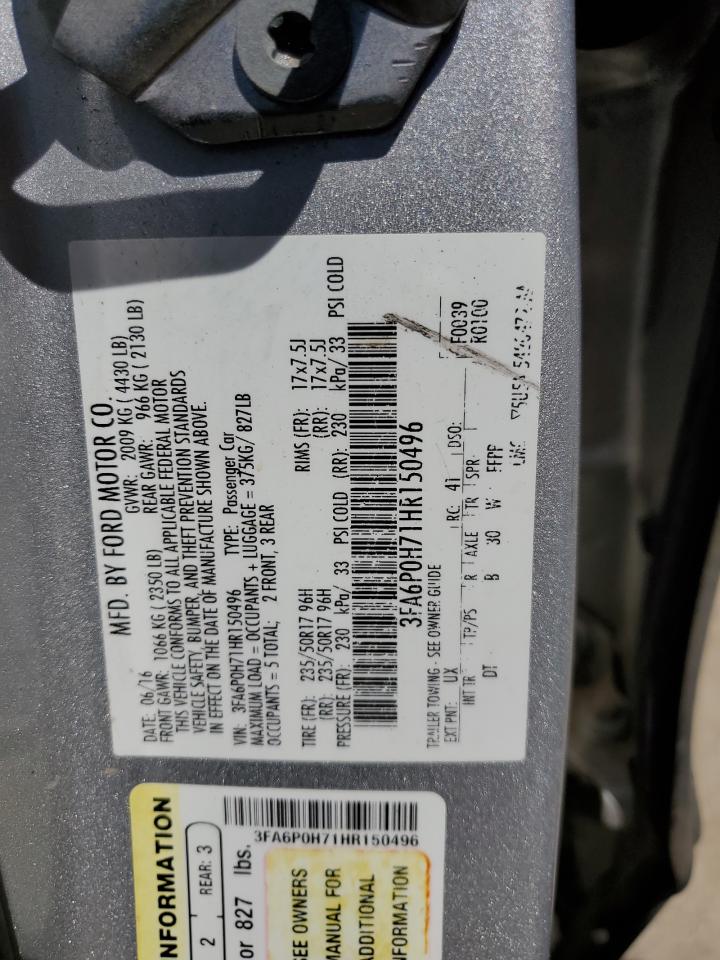 MFD. BY FORD MOTOR CO.
DATE: 06/16 GVWR: 2009 KG ( 4430 LB)
FRONT GAWR: 1066 KG ( 2350 LB) REAR GAWR: 966 KG ( 2130 LB)
THIS VEHICLE CONFORMS TO ALL APPLICABLE FEDERAL MOTOR
VEHICLE SAFETY, BUMPER, AND THEFT PREVENTION STANDARDS
IN EFFECT ON THE DATE OF MANUFACTURE SHOWN ABOVE.
VIN: 3FA6P0H71HR150496 TYPE: Passenger Car
MAXIMUM LOAD = OCCUPANTS + LUGGAGE = 375KG/ 827LB
OCCUPANTS = 5 TOTAL; 2 FRONT, 3 REAR
TIRE (FR): 235/50R17 96H RIMS (FR): 17x7.5J
(RR): 235/50R17 96H (RR): 17x7.5J
PRESSURE (FR): 230 kPa/ 33 PSI COLD (RR): 230 kPa/ 33 PSI COLD
3FA6P0H71HR150496
TRAILER TOWING - SEE OWNER GUIDE F0039
EXT PNT: UX RC: 41 DSO: R0100
INT TR TP/PS R AXLE TR SPR
DT B 30 W FFPF
NFORMATION
2 REAR: 3
or 827 lbs.
3FA6P0H71HR150496
SEE OWNERS
MANUAL FOR
ADDITIONAL
NFORMATION